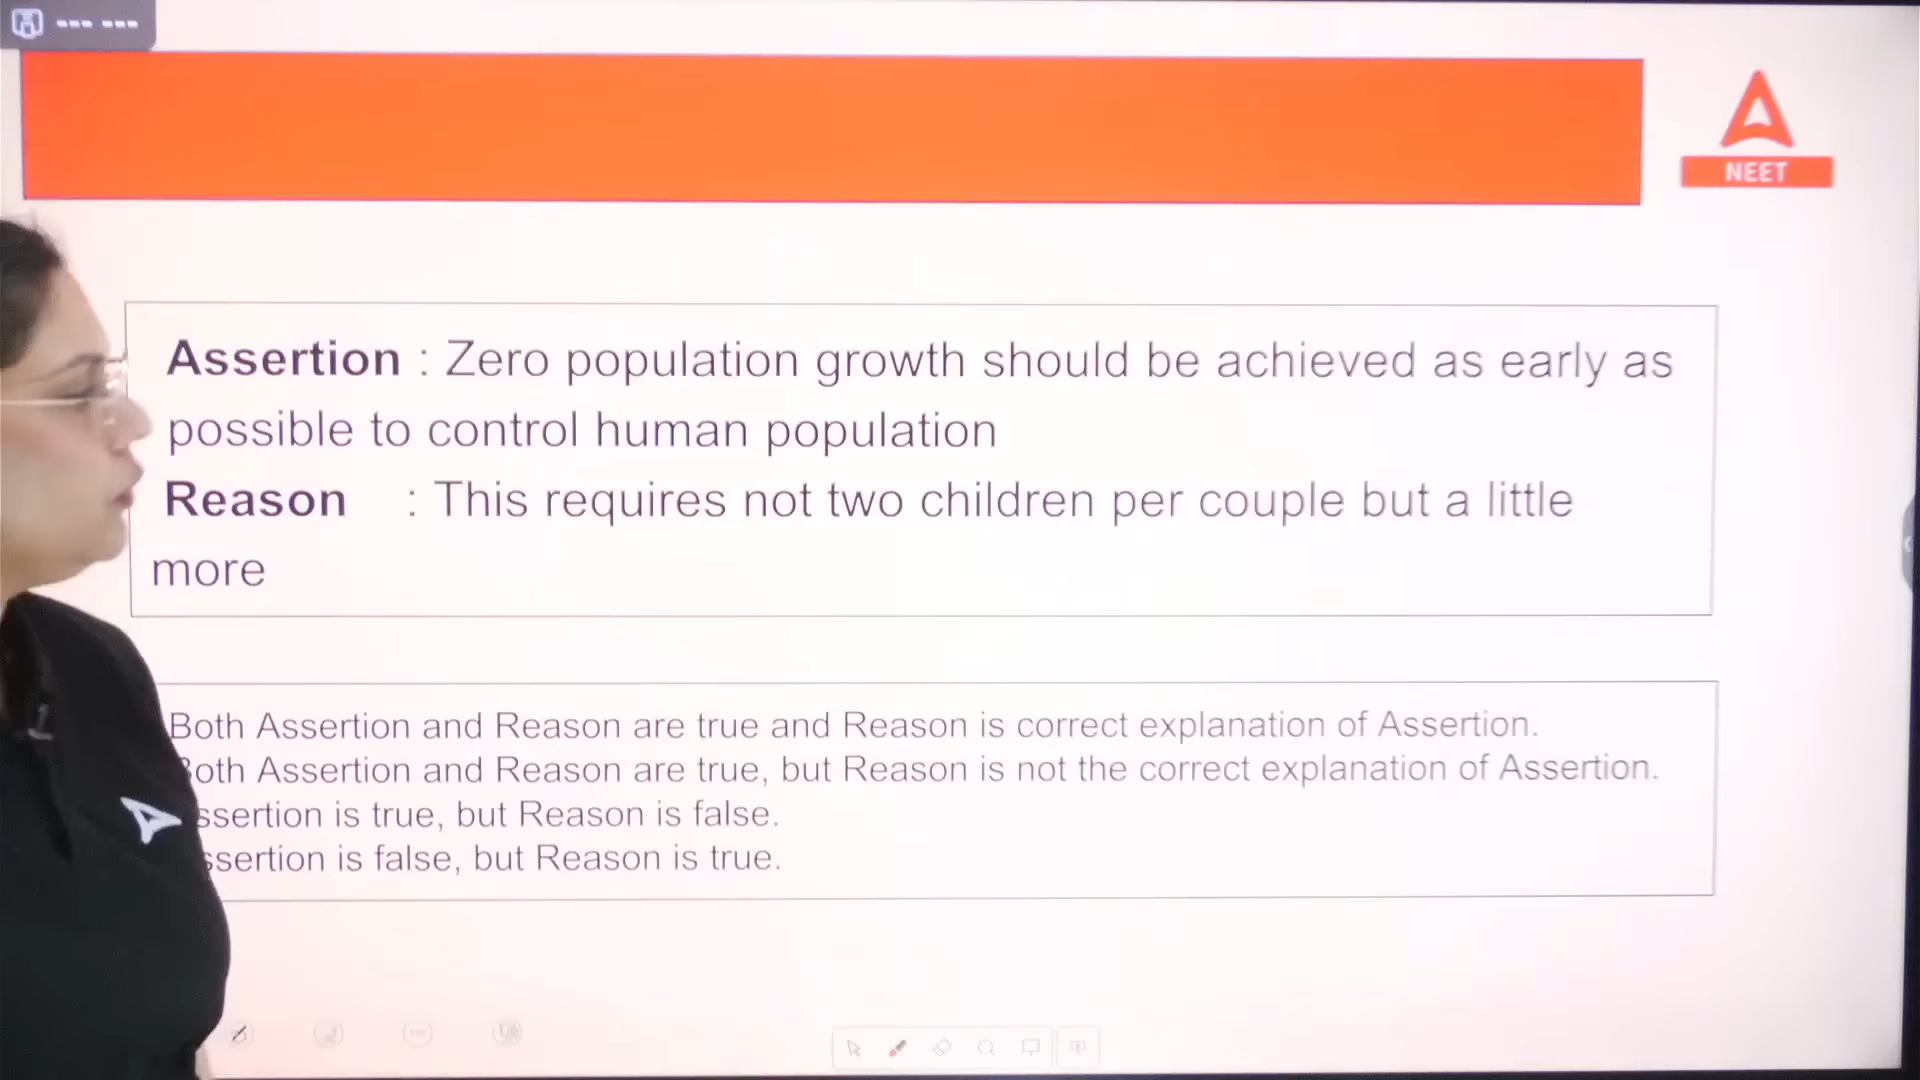 NEET
Assertion : Zero population growth should be achieved as early as
possible to control human population
Reason : This requires not two children per couple but a little
more
Both Assertion and Reason are true and Reason is correct explanation of Assertion.
Both Assertion and Reason are true, but Reason is not the correct explanation of Assertion.
Assertion is true, but Reason is false.
Assertion is false, but Reason is true.